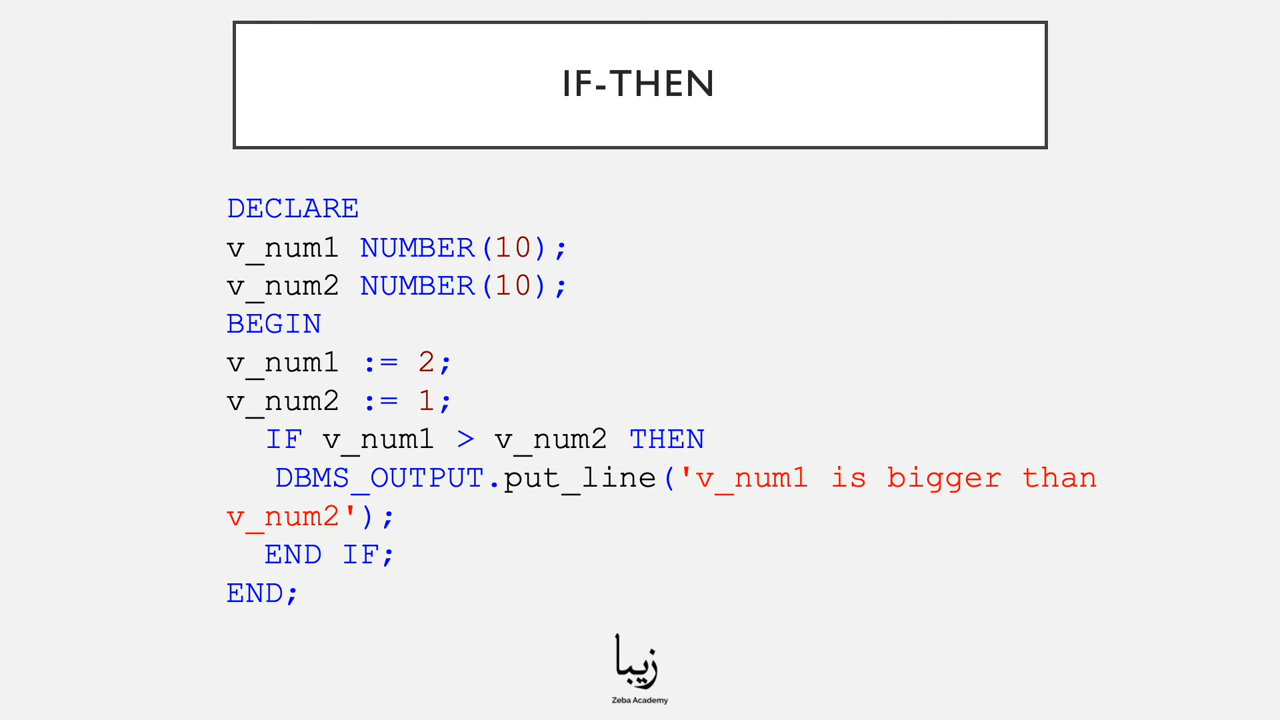 IF-THEN
DECLARE
v_num1 NUMBER(10);
v_num2 NUMBER(10);
BEGIN
v_num1 := 2;
v_num2 := 1;
IF v_num1 > v_num2 THEN
DBMS_OUTPUT.put_line('v_num1 is bigger than
v_num2');
END IF;
END;
زيبا
Zeba Academy